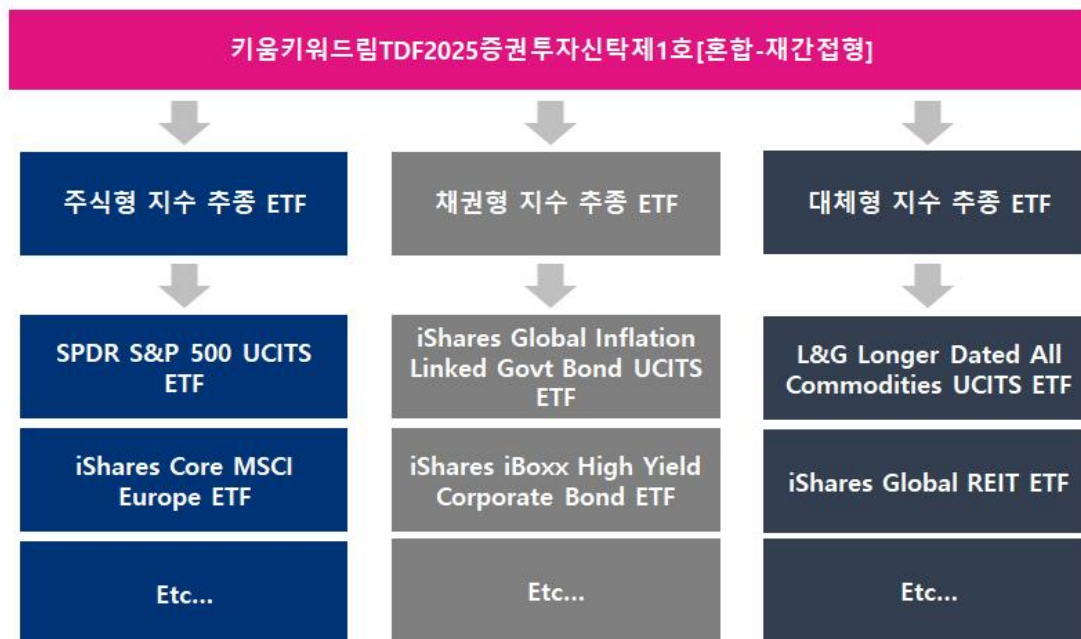 키움키워드림TDF2025증권투자신탁제1호[혼합-재간접형]
주식형 지수 추종 ETF
채권형 지수 추종 ETF
대체형 지수 추종 ETF
SPDR S&P 500 UCITS
ETF
iShares Global Inflation
Linked Govt Bond UCITS
ETF
L&G Longer Dated All
Commodities UCITS ETF
iShares Core MSCI
Europe ETF
iShares iBoxx High Yield
Corporate Bond ETF
iShares Global REIT ETF
Etc...
Etc...
Etc...